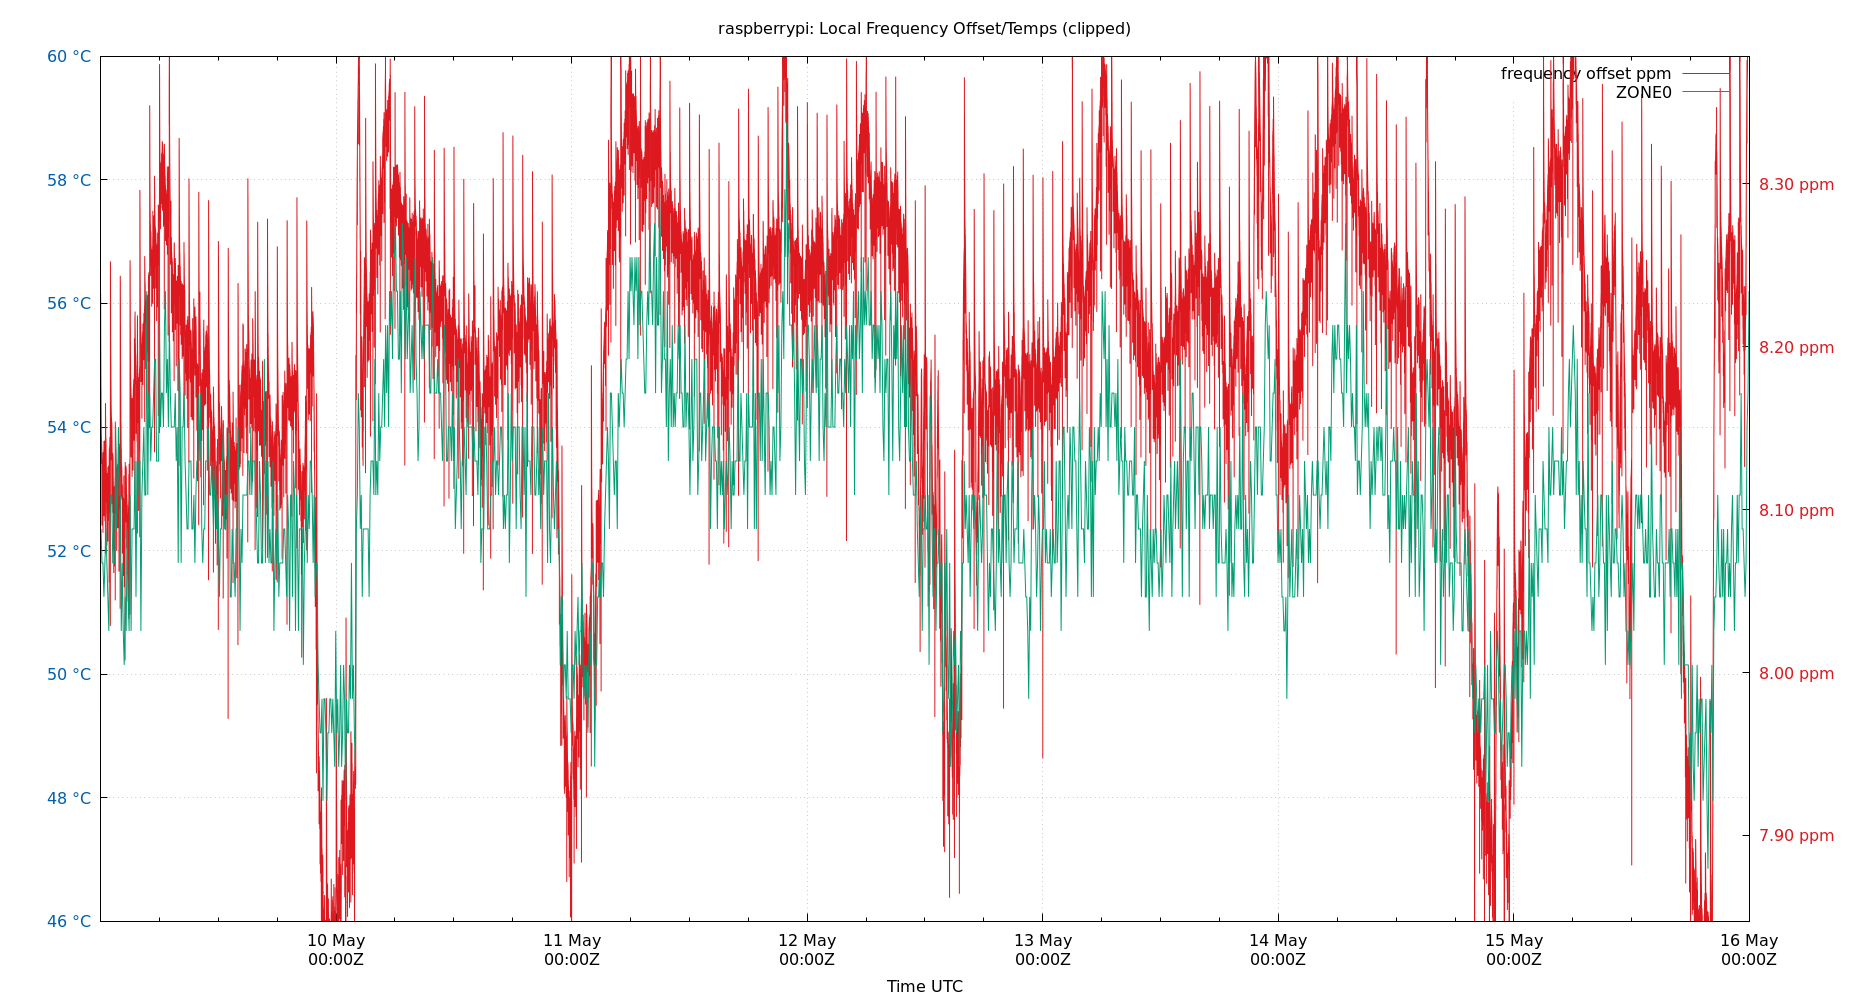 raspberrypi: Local Frequency Offset/Temps (clipped)
60 °C
58 °C
56 °C
54 °C
52 °C
50 °C
48 °C
46 °C
frequency offset ppm
ZONE0
8.30 ppm
8.20 ppm
8.10 ppm
8.00 ppm
7.90 ppm
10 May
00:00Z
11 May
00:00Z
12 May
00:00Z
13 May
00:00Z
14 May
00:00Z
15 May
00:00Z
16 May
00:00Z
Time UTC